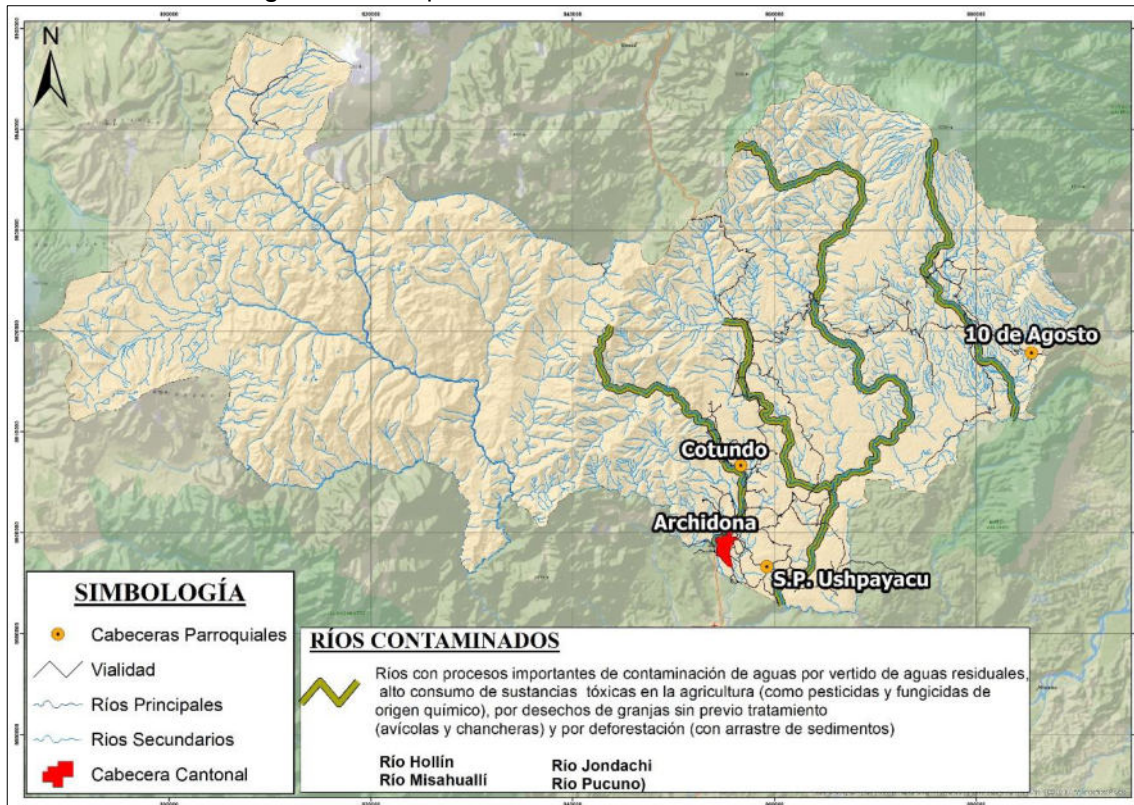 N
10 de Agosto
Cotundo
Archidona
S.P. Ushpayacu
SIMBOLOGÍA
Cabeceras Parroquiales
Vialidad
Ríos Principales
Rios Secundarios
Cabecera Cantonal
RÍOS CONTAMINADOS
Ríos con procesos importantes de contaminación de aguas por vertido de aguas residuales,
alto consumo de sustancias tóxicas en la agricultura (como pesticidas y fungicidas de
origen químico), por desechos de granjas sin previo tratamiento
(avícolas y chancheras) y por deforestación (con arrastre de sedimentos)
Río Hollín
Río Jondachi
Río Misahuallí
Río Pucuno)